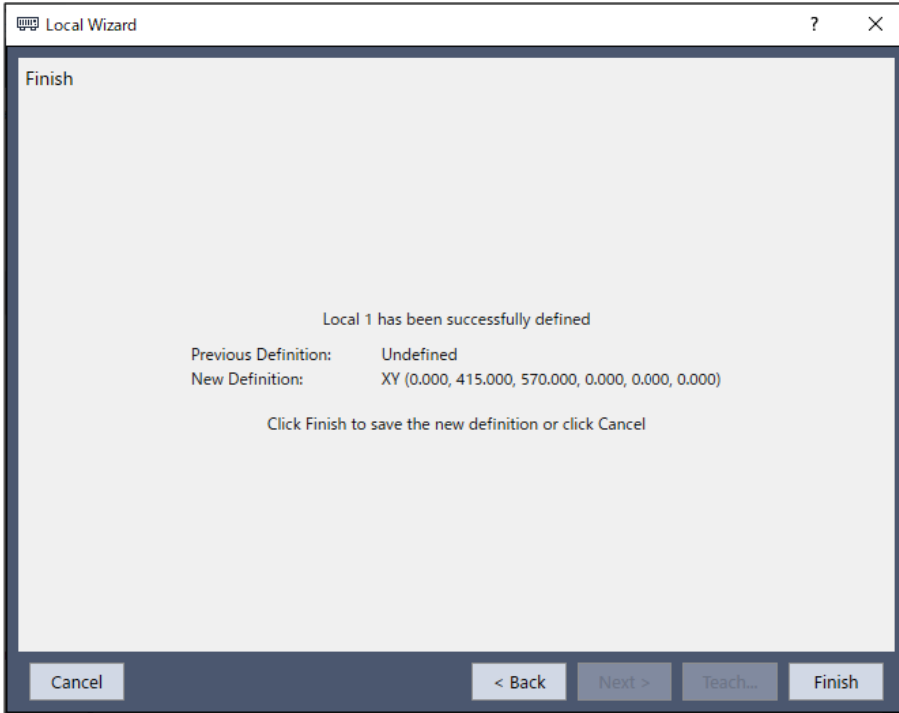 Local Wizard
?
Finish
Local 1 has been successfully defined
Previous Definition: Undefined
New Definition: XY (0.000, 415.000, 570.000, 0.000, 0.000, 0.000)
Click Finish to save the new definition or click Cancel
Cancel < Back Next > Teach... Finish